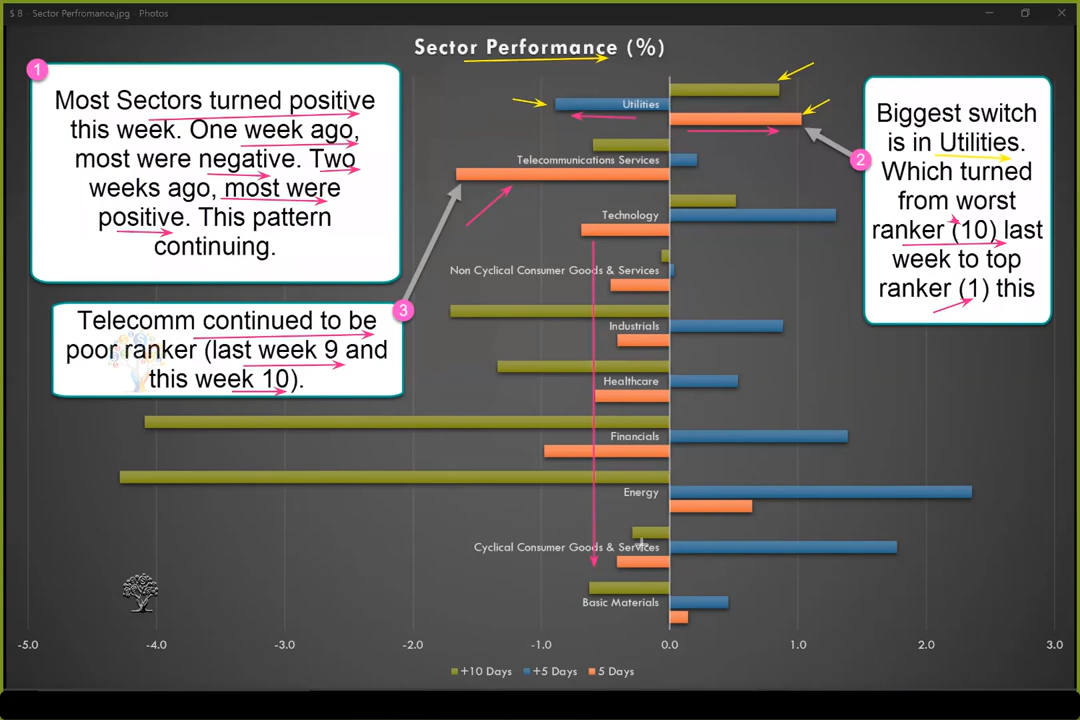 $ B - Sector Perfromance.jpg - Photos
Sector Performance (%)
1
Most Sectors turned positive
this week. One week ago,
most were negative. Two
weeks ago, most were
positive. This pattern
continuing.
Biggest switch
is in Utilities.
Which turned
from worst
ranker (10) last
week to top
ranker (1) this
2
3
Telecomm continued to be
poor ranker (last week 9 and
this week 10).
Utilities
Telecommunications Services
Technology
Non Cyclical Consumer Goods & Services
Industrials
Healthcare
Financials
Energy
Cyclical Consumer Goods & Services
Basic Materials
-5.0 -4.0 -3.0 -2.0 -1.0 0.0 1.0 2.0 3.0
+10 Days +5 Days 5 Days